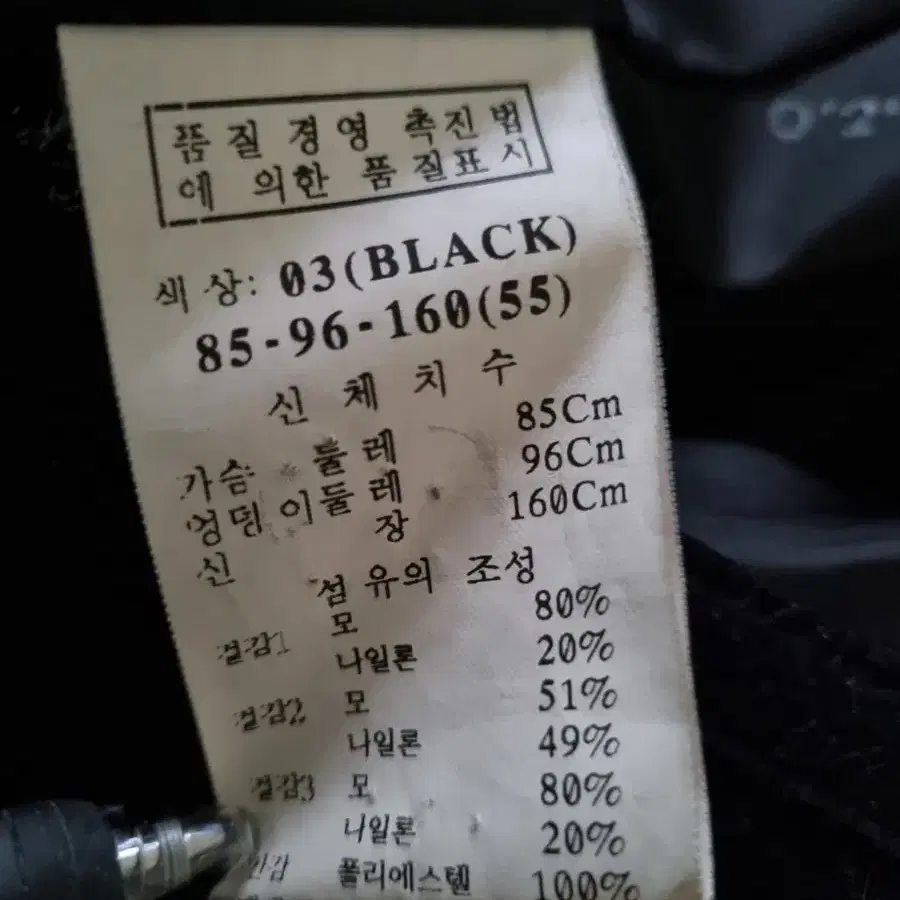 품질경영촉진법
에 의한 품질표시
색상: 03(BLACK)
85-96-160(55)
신체치수
가슴둘레 85Cm
엉덩이둘레 96Cm
신장 160Cm
섬유의 조성
겉감1 모 80%
나일론 20%
겉감2 모 51%
나일론 49%
겉감3 모 80%
나일론 20%
안감 폴리에스텔 100%